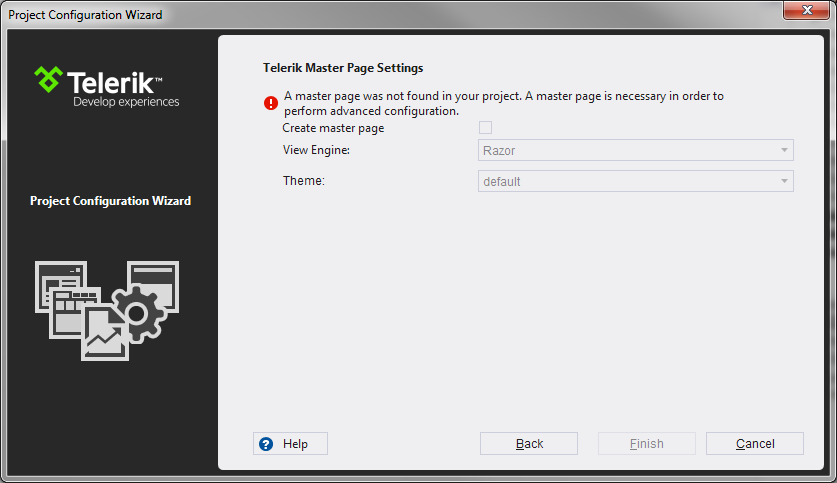 Project Configuration Wizard
Telerik™
Develop experiences
Project Configuration Wizard
Telerik Master Page Settings
A master page was not found in your project. A master page is necessary in order to
perform advanced configuration.
Create master page
View Engine:
Razor
Theme:
default
Help
Back
Finish
Cancel